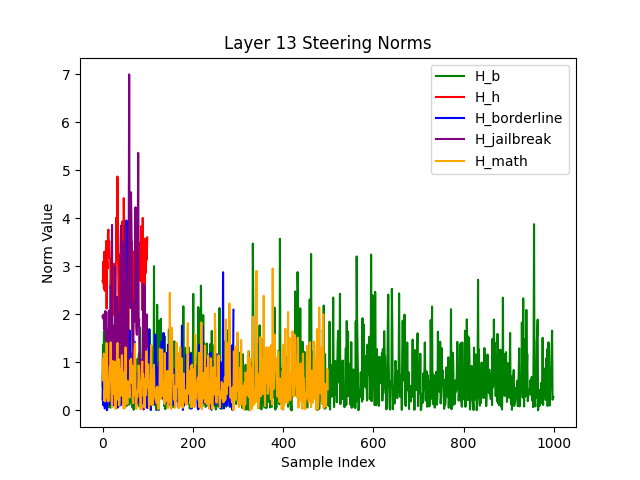 Layer 13 Steering Norms
Norm Value
7
6
5
4
3
2
1
0
H_b
H_h
H_borderline
H_jailbreak
H_math
0 200 400 600 800 1000
Sample Index